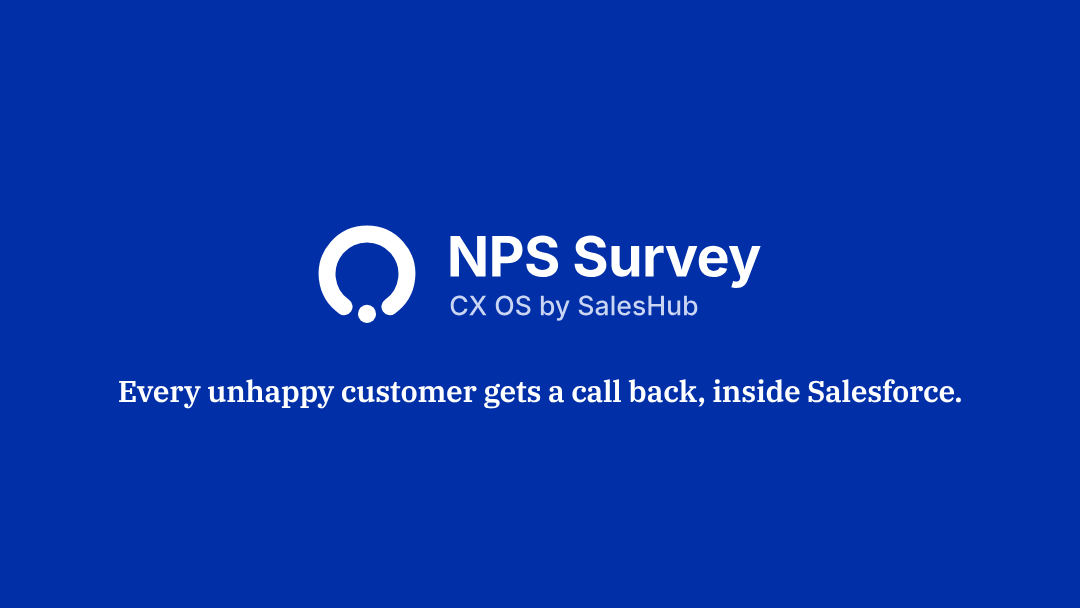 NPS Survey
CX OS by SalesHub
Every unhappy customer gets a call back, inside Salesforce.